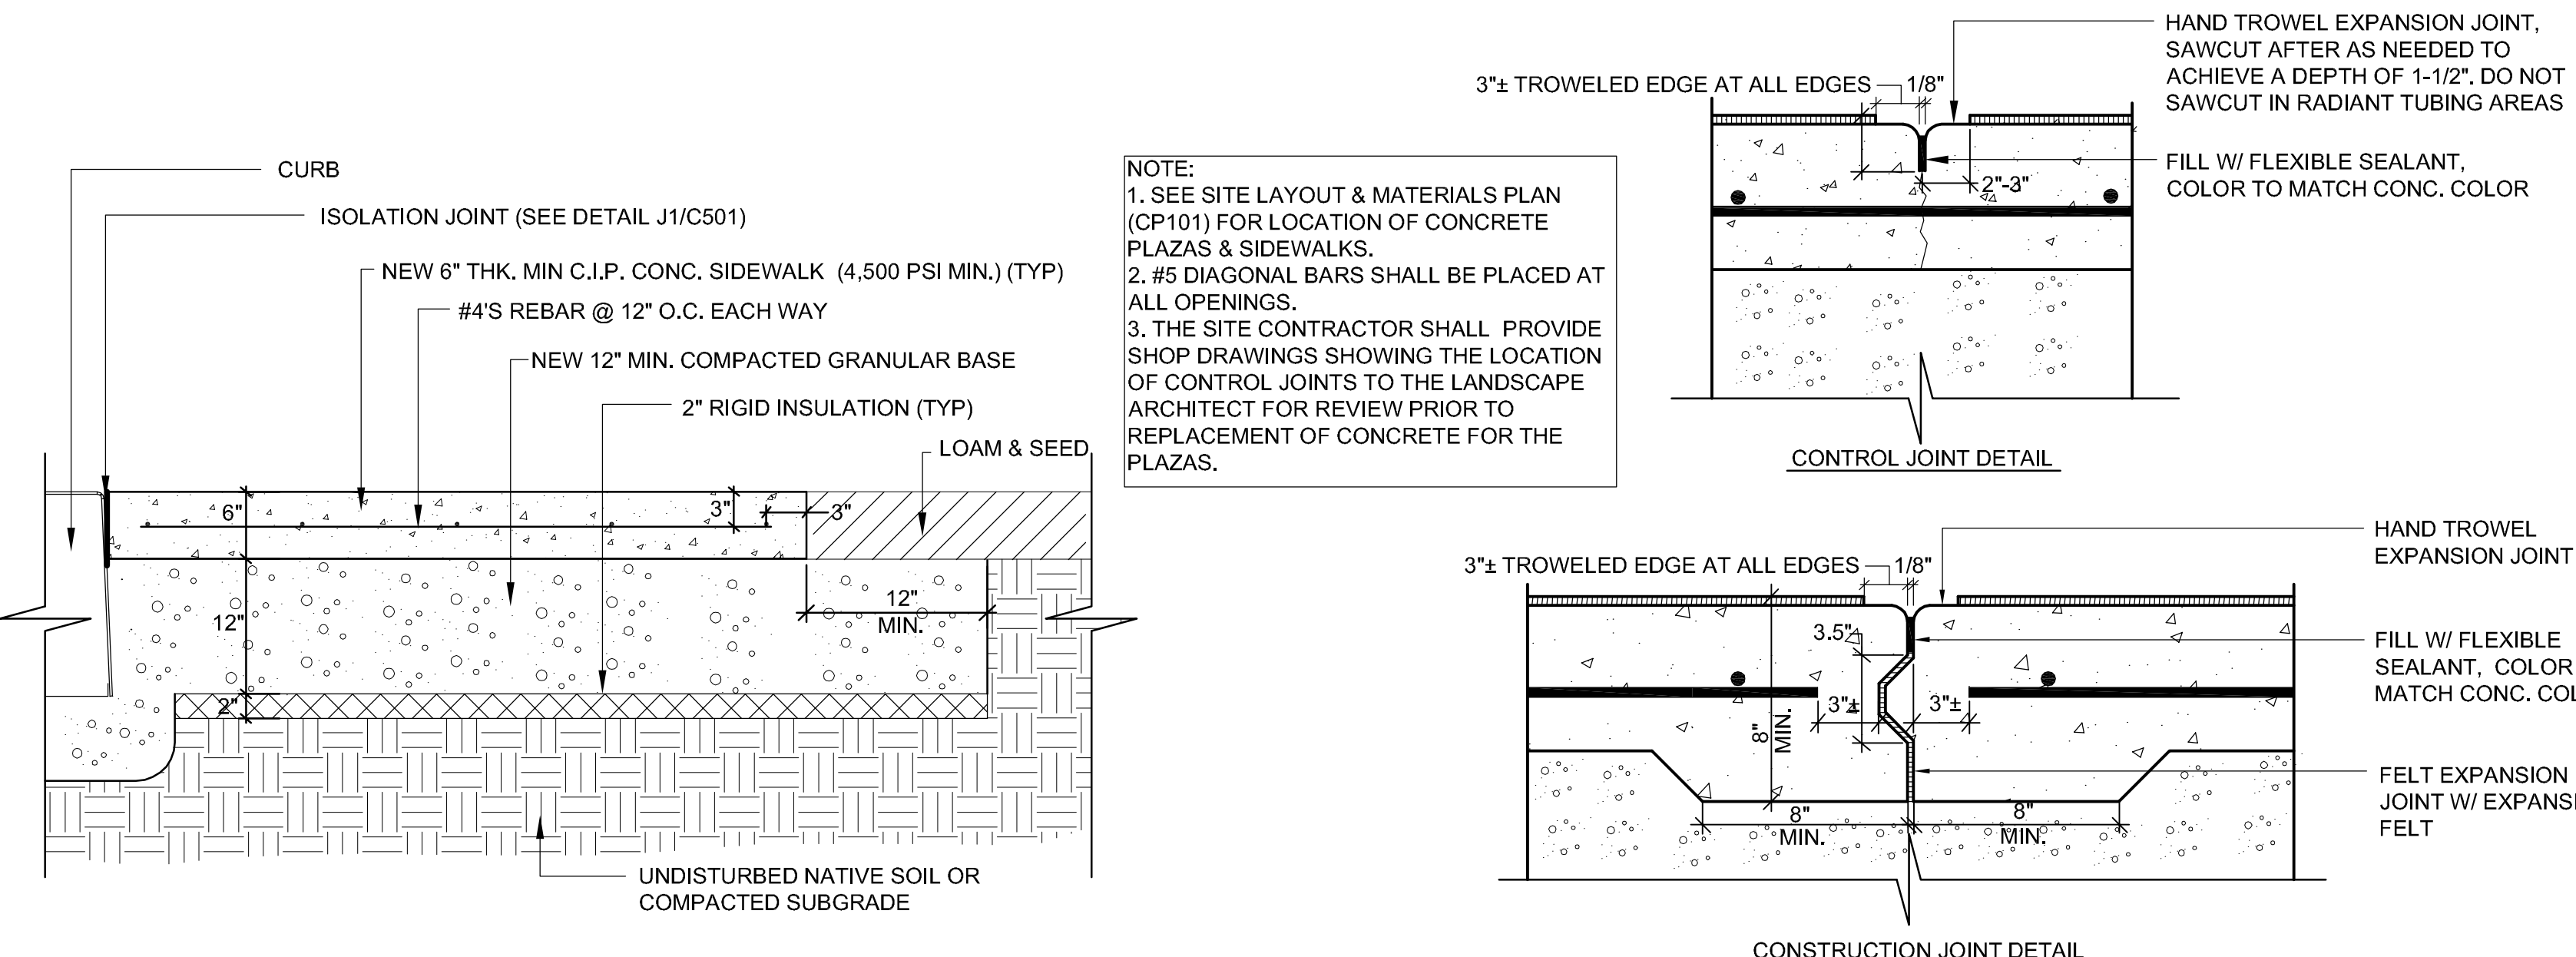 CURB
ISOLATION JOINT (SEE DETAIL J1/C501)
NEW 6" THK. MIN C.I.P. CONC. SIDEWALK (4,500 PSI MIN.) (TYP)
#4'S REBAR @ 12" O.C. EACH WAY
NEW 12" MIN. COMPACTED GRANULAR BASE
2" RIGID INSULATION (TYP)
LOAM & SEED
6"
3"
3"
12"
12"
MIN.
2"
UNDISTURBED NATIVE SOIL OR
COMPACTED SUBGRADE
NOTE:
1. SEE SITE LAYOUT & MATERIALS PLAN
(CP101) FOR LOCATION OF CONCRETE
PLAZAS & SIDEWALKS.
2. #5 DIAGONAL BARS SHALL BE PLACED AT
ALL OPENINGS.
3. THE SITE CONTRACTOR SHALL PROVIDE
SHOP DRAWINGS SHOWING THE LOCATION
OF CONTROL JOINTS TO THE LANDSCAPE
ARCHITECT FOR REVIEW PRIOR TO
REPLACEMENT OF CONCRETE FOR THE
PLAZAS.
HAND TROWEL EXPANSION JOINT,
SAWCUT AFTER AS NEEDED TO
ACHIEVE A DEPTH OF 1-1/2". DO NOT
SAWCUT IN RADIANT TUBING AREAS
3"± TROWELED EDGE AT ALL EDGES
1/8"
FILL W/ FLEXIBLE SEALANT,
COLOR TO MATCH CONC. COLOR
2"-3"
CONTROL JOINT DETAIL
HAND TROWEL
EXPANSION JOINT
3"± TROWELED EDGE AT ALL EDGES
1/8"
3.5"
FILL W/ FLEXIBLE
SEALANT, COLOR
MATCH CONC. COL
3"±
3"±
8"
MIN.
FELT EXPANSION
JOINT W/ EXPANS
FELT
8"
MIN.
8"
MIN.
CONSTRUCTION JOINT DETAIL